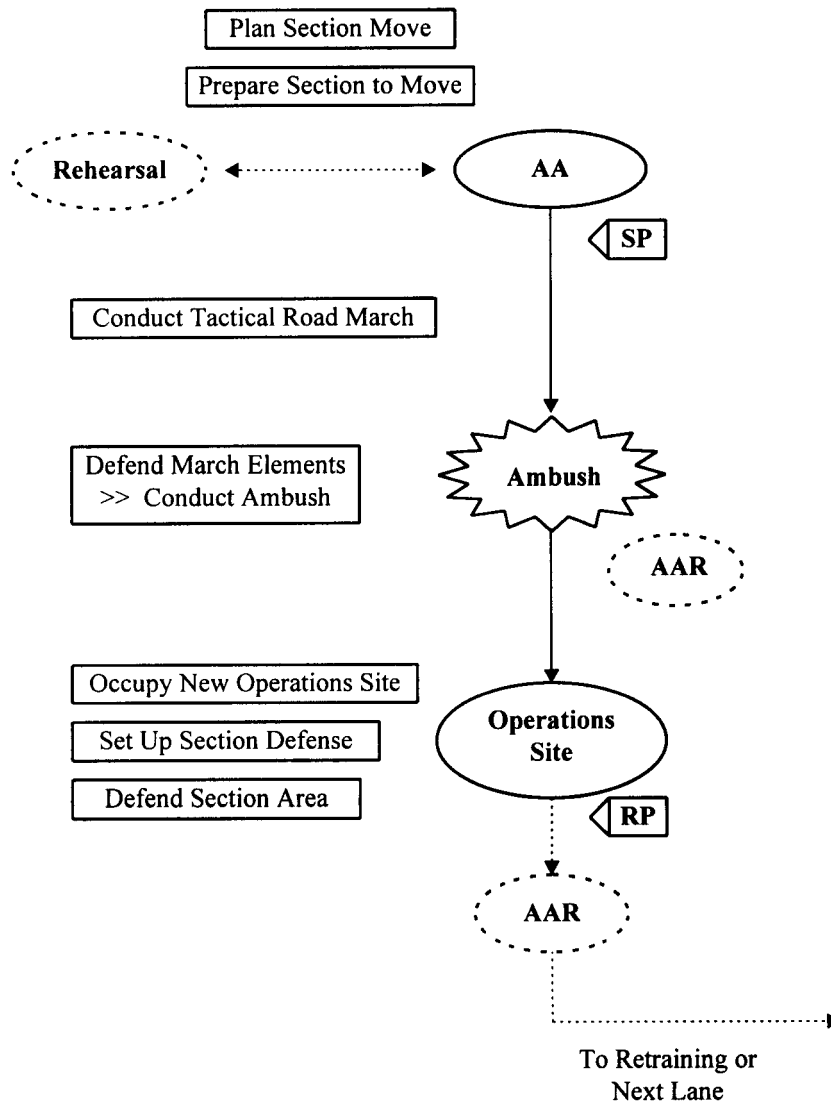 Plan Section Move
Prepare Section to Move
Rehearsal
AA
SP
Conduct Tactical Road March
Defend March Elements
>> Conduct Ambush
Ambush
AAR
Occupy New Operations Site
Set Up Section Defense
Defend Section Area
Operations
Site
RP
AAR
To Retraining or
Next Lane